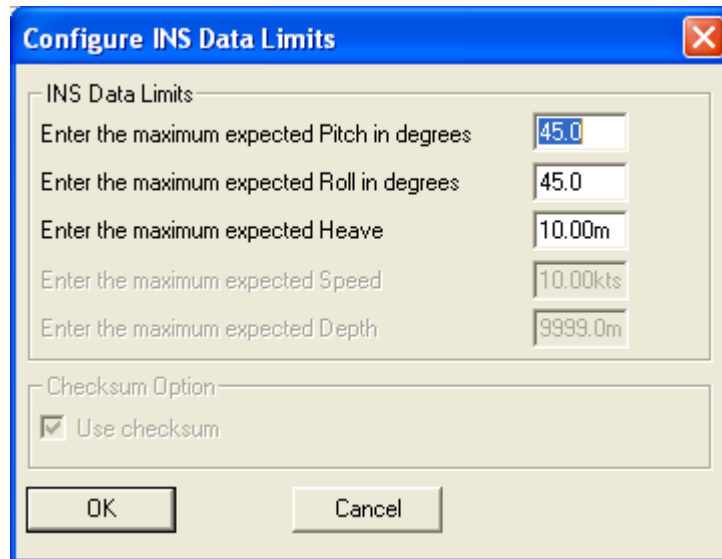 Configure INS Data Limits
INS Data Limits
Enter the maximum expected Pitch in degrees 45.0
Enter the maximum expected Roll in degrees 45.0
Enter the maximum expected Heave 10.00m
Enter the maximum expected Speed 10.00kts
Enter the maximum expected Depth 9999.0m
Checksum Option
Use checksum
OK Cancel